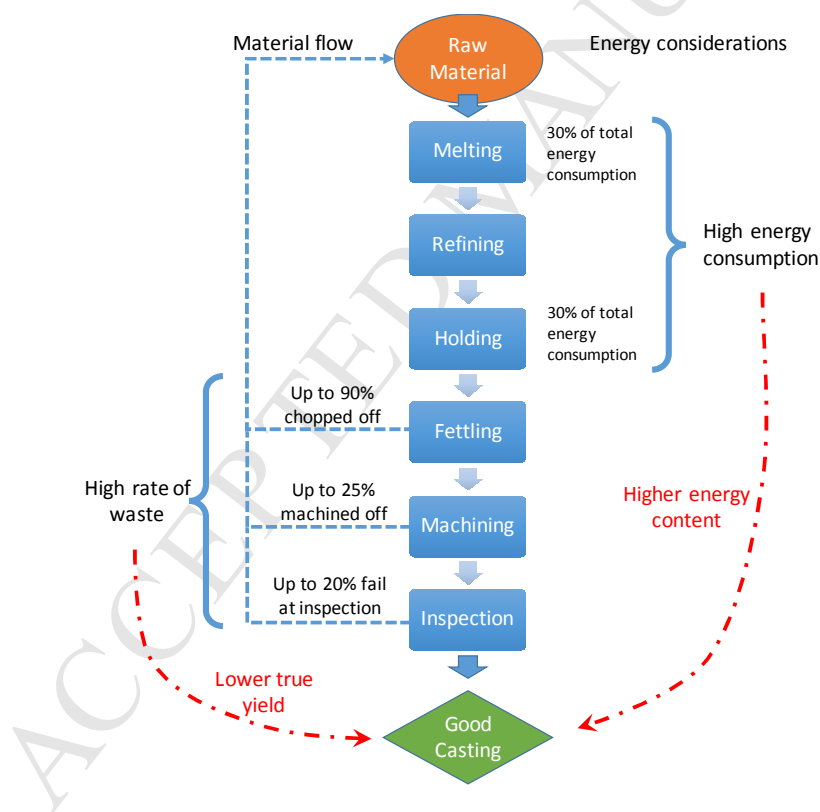 Material flow
Raw
Material
Energy considerations
Melting
30% of total
energy
consumption
Refining
High energy
consumption
Holding
30% of total
energy
consumption
Up to 90%
chopped off
Fettling
High rate of
waste
Up to 25%
machined off
Machining
Higher energy
content
Up to 20% fail
at inspection
Inspection
Lower true
yield
Good
Casting
ACCEPTED MANU